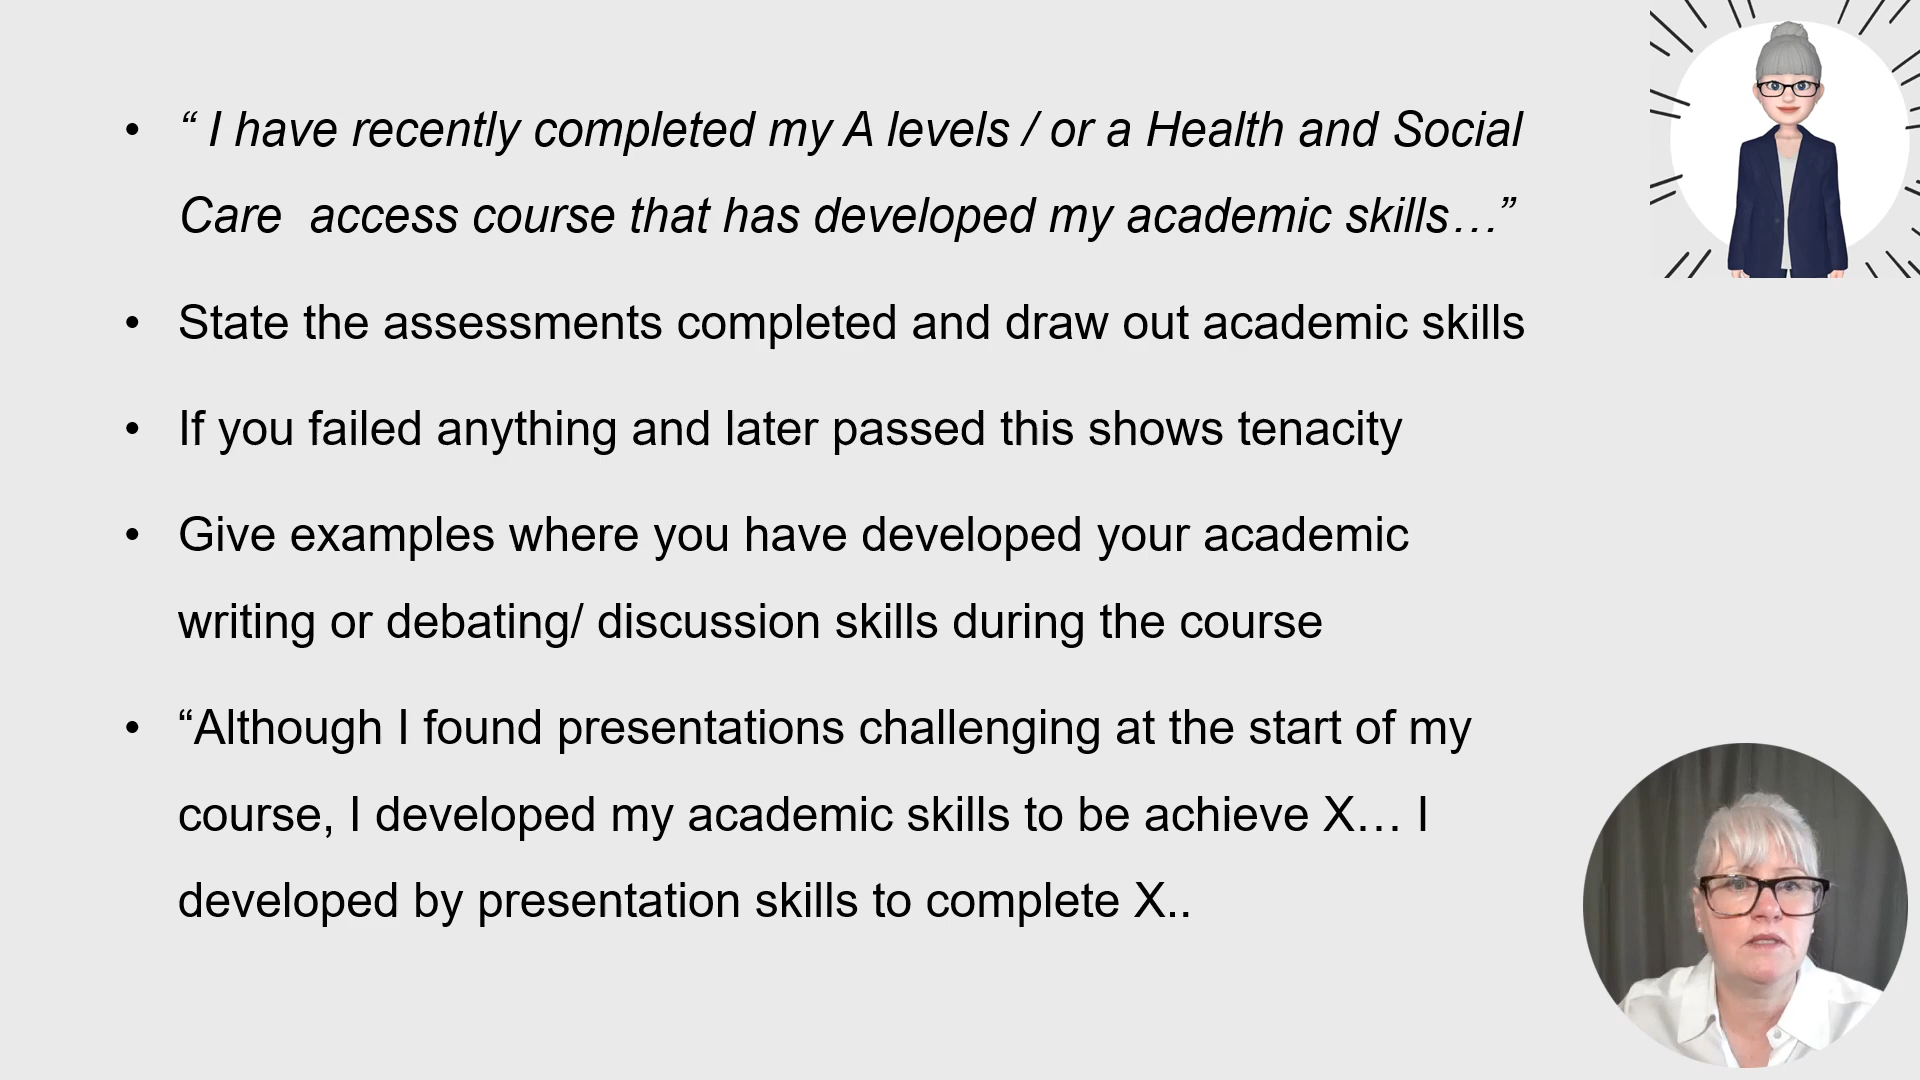 • “ I have recently completed my A levels / or a Health and Social
Care  access course that has developed my academic skills…”
• State the assessments completed and draw out academic skills
• If you failed anything and later passed this shows tenacity
• Give examples where you have developed your academic
writing or debating/ discussion skills during the course
• “Although I found presentations challenging at the start of my
course, I developed my academic skills to be achieve X… I
developed by presentation skills to complete X..